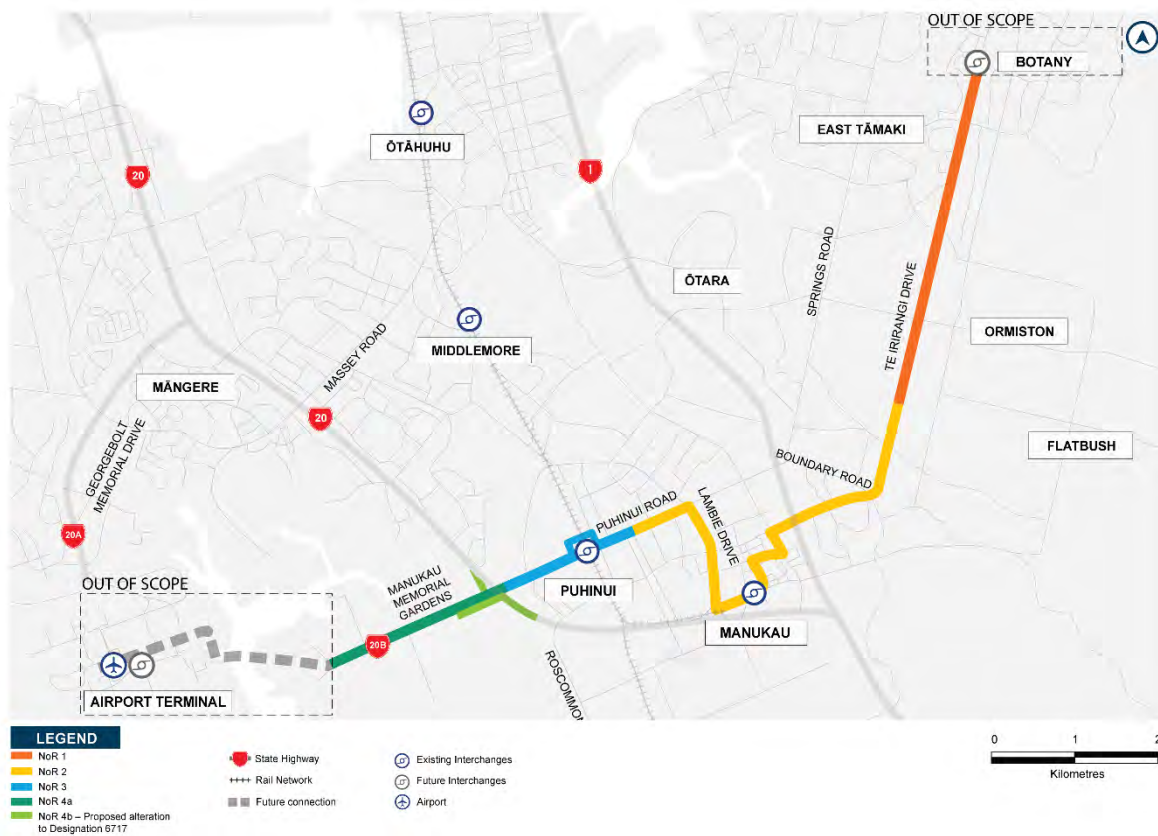 OUT OF SCOPE
BOTANY
EAST TĀMAKI
ŌTĀHUHU
1
20
SPRINGS ROAD
ŌTARA
TE IRIRANGI DRIVE
ORMISTON
MIDDLEMORE
MASSEY ROAD
MĀNGERE
20
GEORGEBOLT
MEMORIAL DRIVE
FLATBUSH
BOUNDARY ROAD
LAMBIE DRIVE
PUHINUI ROAD
20A
OUT OF SCOPE
MANUKAU
MEMORIAL
GARDENS
PUHINUI
MANUKAU
20B
ROSCOMMON
AIRPORT TERMINAL
LEGEND
NoR 1
NoR 2
NoR 3
NoR 4a
NoR 4b – Proposed alteration
to Designation 6717
State Highway
Rail Network
Future connection
Existing Interchanges
Future Interchanges
Airport
0 1 2
Kilometres